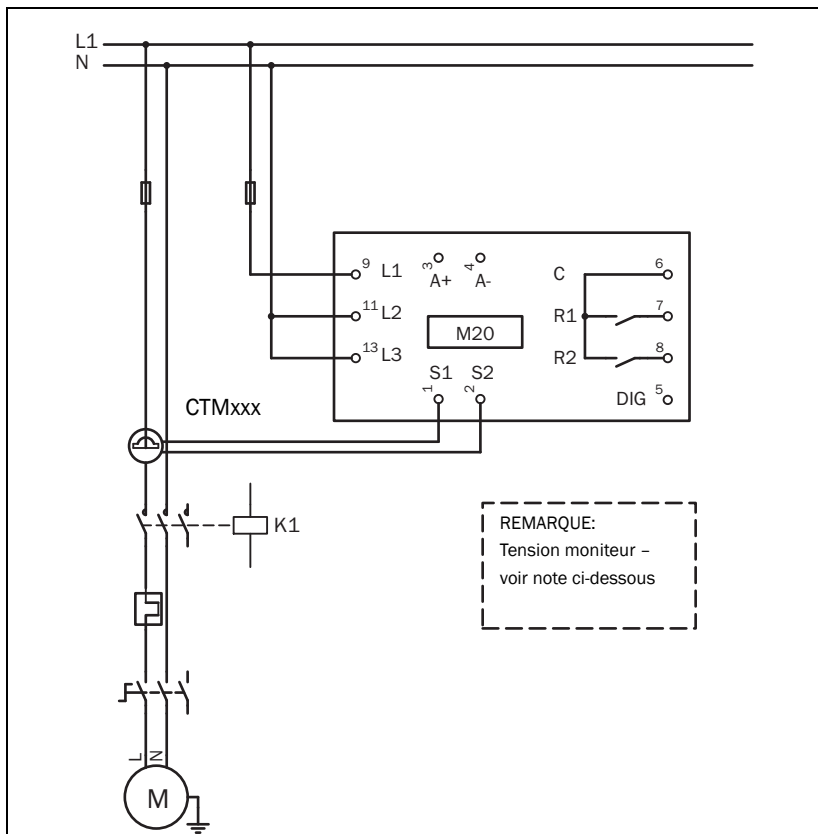 L1
N
9 L1
3 A+
4 A-
C 6
11 L2
M20
R1 7
13 L3
R2 8
S1 S2
1 2
DIG 5
CTMxxx
K1
REMARQUE:
Tension moniteur –
voir note ci-dessous
L N
M